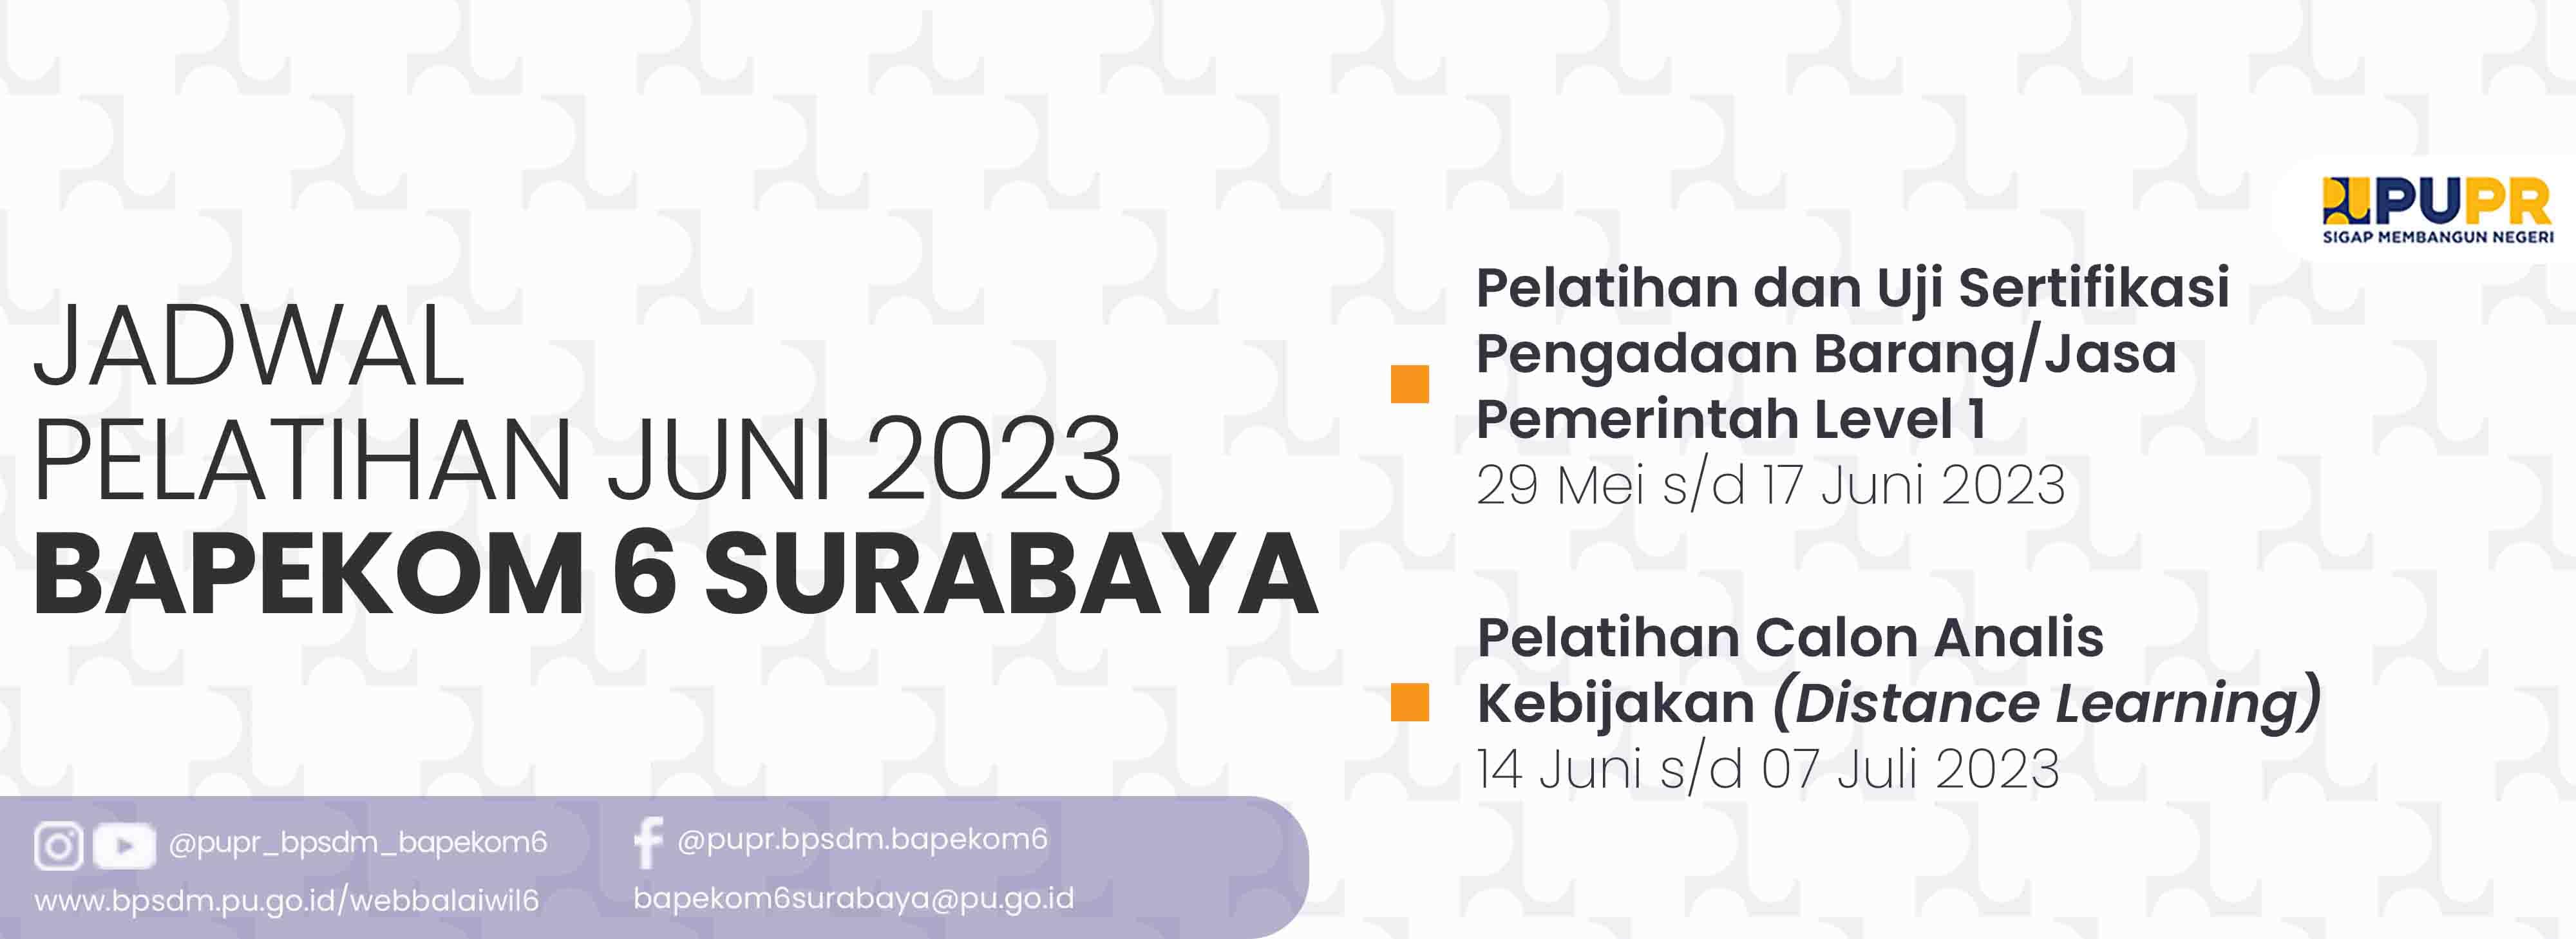 JADWAL
PELATIHAN JUNI 2023
BAPEKOM 6 SURABAYA
PUPR
SIGAP MEMBANGUN NEGERI
Pelatihan dan Uji Sertifikasi
Pengadaan Barang/Jasa
Pemerintah Level 1
29 Mei s/d 17 Juni 2023
Pelatihan Calon Analis
Kebijakan (Distance Learning)
14 Juni s/d 07 Juli 2023
@pupr_bpsdm_bapekom6
@pupr.bpsdm.bapekom6
www.bpsdm.pu.go.id/webbalaiwil6
bapekom6surabaya@pu.go.id